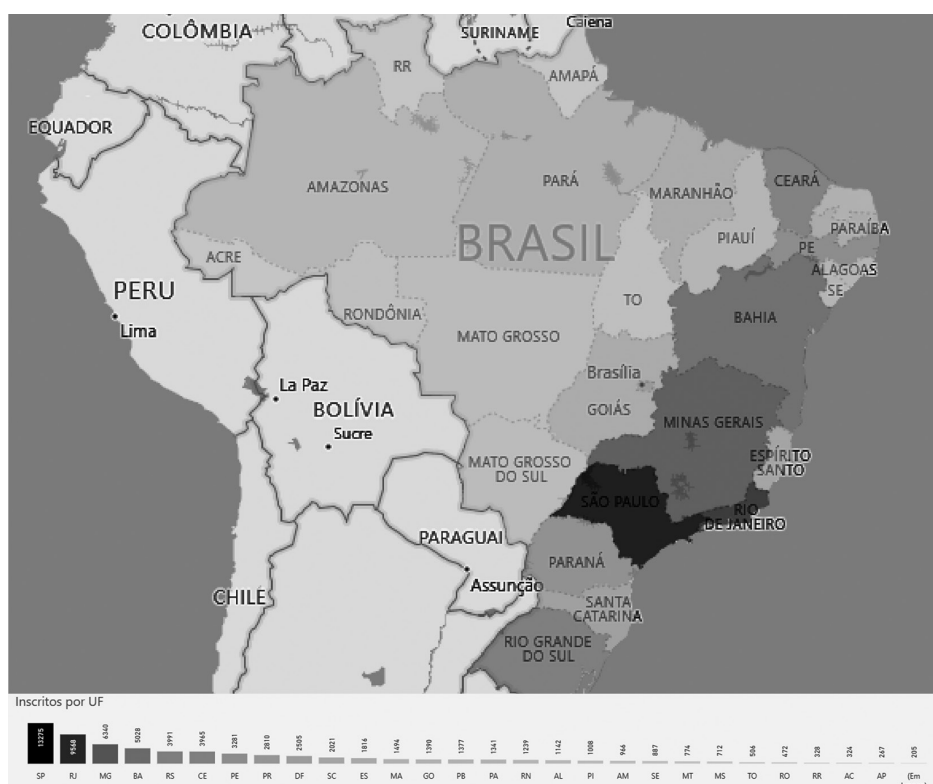 COLÔMBIA
SURINAME
Caiena
RR
AMAPÁ
EQUADOR
AMAZONAS
PARÁ
MARANHÃO
CEARÁ
PIAUÍ
PARAÍBA
PE
BRASIL
ACRE
ALAGOAS
SE
PERU
Lima
TO
RONDÔNIA
BAHIA
MATO GROSSO
Brasília
La Paz
BOLÍVIA
GOIÁS
MINAS GERAIS
Sucre
ESPÍRITO
SANTO
MATO GROSSO
DO SUL
SÃO PAULO
RIO
DE JANEIRO
PARAGUAI
PARANÁ
Assunção
CHILE
SANTA
CATARINA
RIO GRANDE
DO SUL
Inscritos por UF
13275 9568 6340 5028 3991 3965 3281 2810 2505 2021 1816 1494 1390 1377 1341 1239 1142 1008 966 887 774 712 506 472 328 324 267 205
SP RJ MG BA RS CE PE PR DF SC ES MA GO PB PA RN AL PI AM SE MT MS TO RO RR AC AP (Em